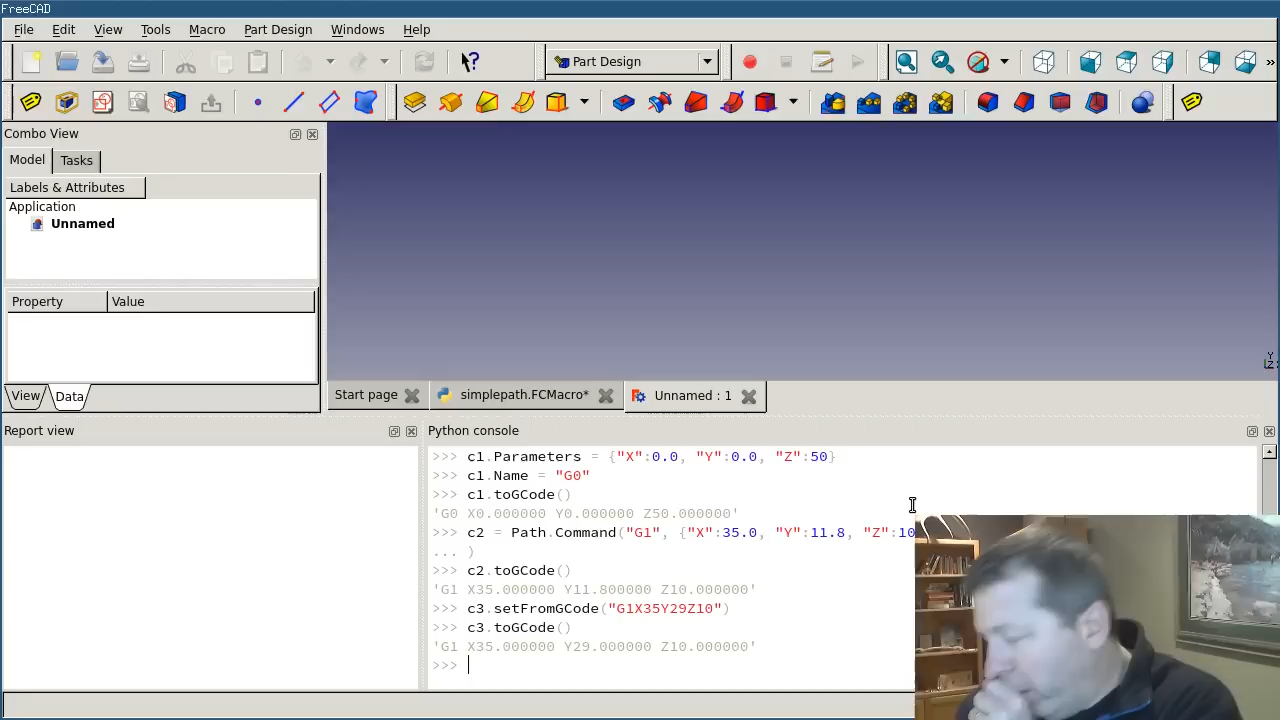 FreeCAD
File Edit View Tools Macro Part Design Windows Help
Part Design
»
Combo View
Model Tasks
Labels & Attributes
Application
Unnamed
Property Value
View Data
Y
Z
Start page simplepath.FCMacro* Unnamed : 1
Report view
Python console
>>> c1.Parameters = {"X":0.0, "Y":0.0, "Z":50}
>>> c1.Name = "G0"
>>> c1.toGCode()
'G0 X0.000000 Y0.000000 Z50.000000'
>>> c2 = Path.Command("G1", {"X":35.0, "Y":11.8, "Z":10
... )
>>> c2.toGCode()
'G1 X35.000000 Y11.800000 Z10.000000'
>>> c3.setFromGCode("G1X35Y29Z10")
>>> c3.toGCode()
'G1 X35.000000 Y29.000000 Z10.000000'
>>>